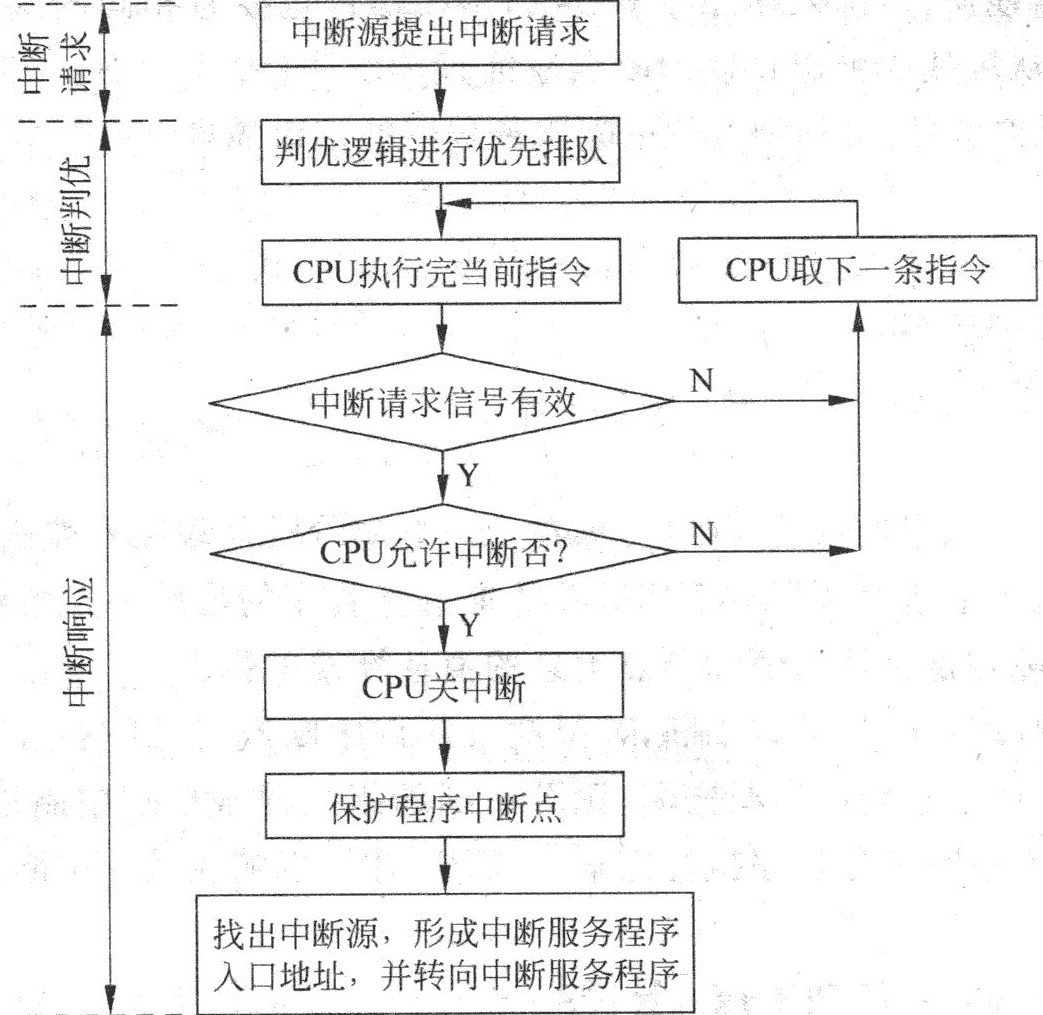 中断源提出中断请求
中断
请求
判优逻辑进行优先排队
中断判优
CPU执行完当前指令
CPU取下一条指令
中断请求信号有效
N
Y
CPU允许中断否?
N
Y
中断响应
CPU关中断
保护程序中断点
找出中断源，形成中断服务程序
入口地址，并转向中断服务程序